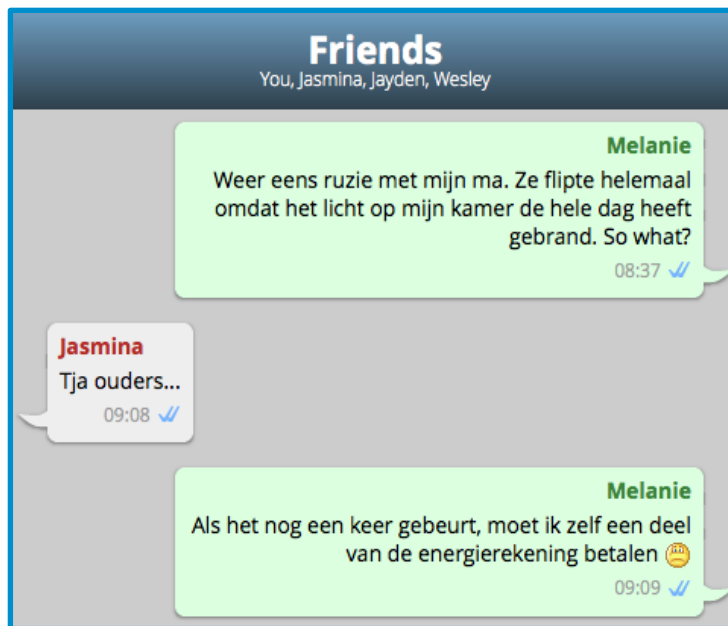 Friends
You, Jasmina, Jayden, Wesley
Melanie
Weer eens ruzie met mijn ma. Ze flipte helemaal
omdat het licht op mijn kamer de hele dag heeft
gebrand. So what?
08:37
Jasmina
Tja ouders...
09:08
Melanie
Als het nog een keer gebeurt, moet ik zelf een deel
van de energierekening betalen
09:09